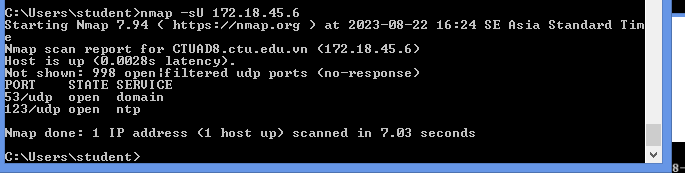 C:\Users\student>nmap -sU 172.18.45.6
Starting Nmap 7.94 ( https://nmap.org ) at 2023-08-22 16:24 SE Asia Standard Tim
e
Nmap scan report for CTUAD8.ctu.edu.vn (172.18.45.6)
Host is up (0.0028s latency).
Not shown: 998 open|filtered udp ports (no-response)
PORT    STATE SERVICE
53/udp  open  domain
123/udp open  ntp
Nmap done: 1 IP address (1 host up) scanned in 7.03 seconds
C:\Users\student>
8-